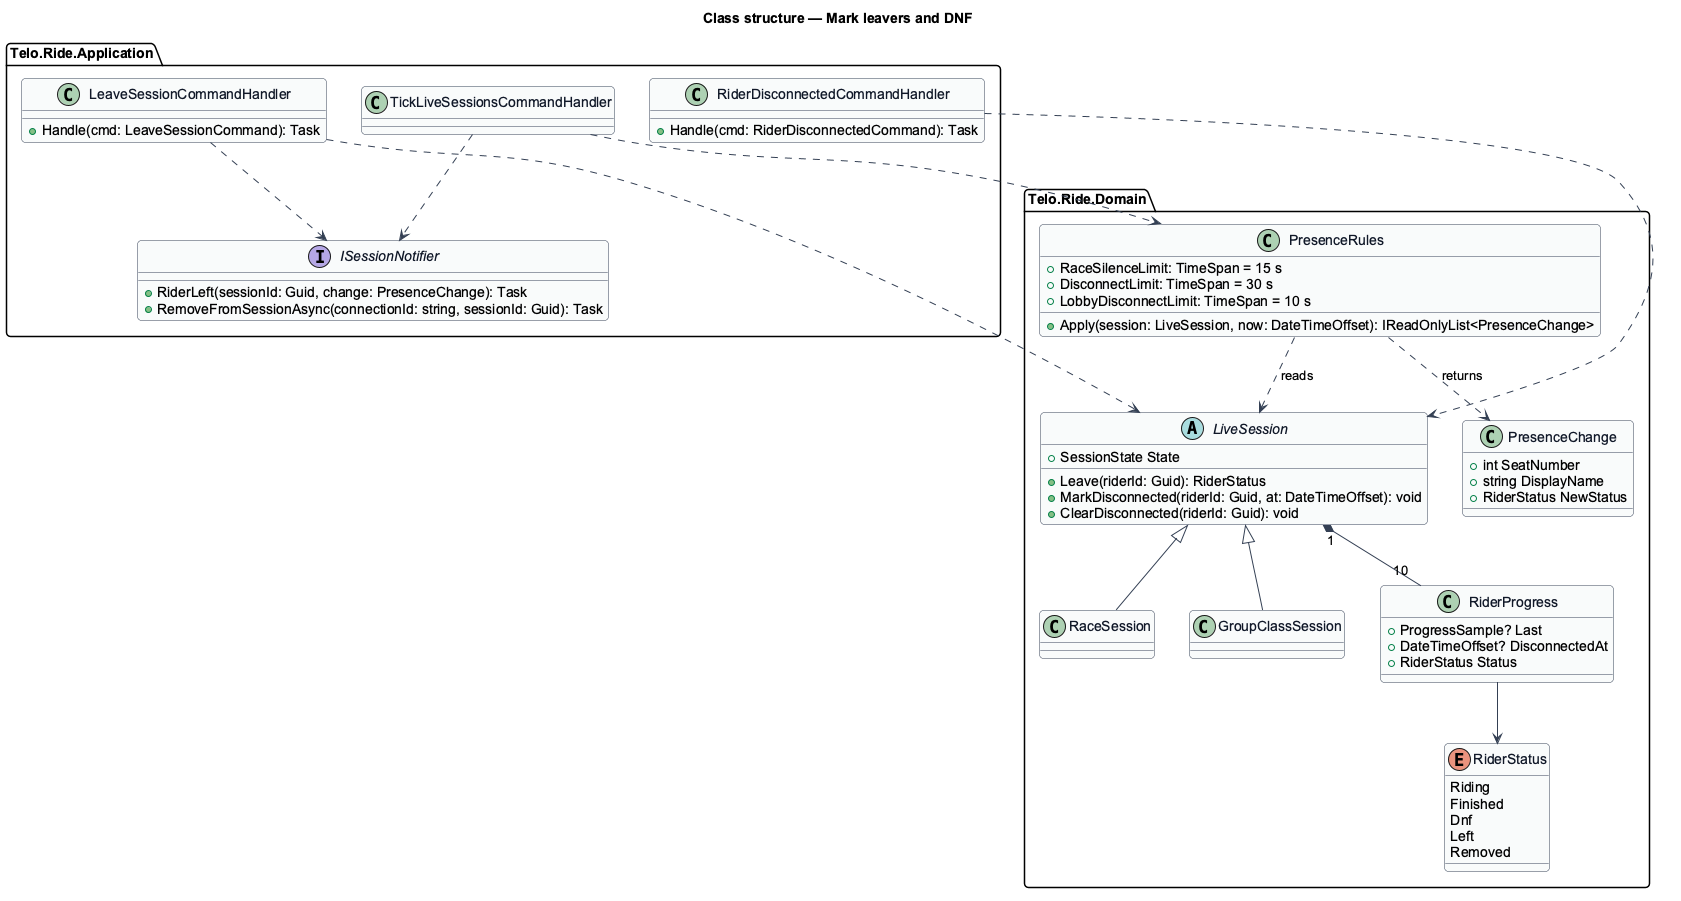 Class structure — Mark leavers and DNF
Telo.Ride.Application
C LeaveSessionCommandHandler
Handle(cmd: LeaveSessionCommand): Task
C TickLiveSessionsCommandHandler
C RiderDisconnectedCommandHandler
Handle(cmd: RiderDisconnectedCommand): Task
I ISessionNotifier
RiderLeft(sessionId: Guid, change: PresenceChange): Task
RemoveFromSessionAsync(connectionId: string, sessionId: Guid): Task
Telo.Ride.Domain
C PresenceRules
RaceSilenceLimit: TimeSpan = 15 s
DisconnectLimit: TimeSpan = 30 s
LobbyDisconnectLimit: TimeSpan = 10 s
Apply(session: LiveSession, now: DateTimeOffset): IReadOnlyList<PresenceChange>
reads
returns
A LiveSession
SessionState State
Leave(riderId: Guid): RiderStatus
MarkDisconnected(riderId: Guid, at: DateTimeOffset): void
ClearDisconnected(riderId: Guid): void
C PresenceChange
int SeatNumber
string DisplayName
RiderStatus NewStatus
1
10
C RaceSession
C GroupClassSession
C RiderProgress
ProgressSample? Last
DateTimeOffset? DisconnectedAt
RiderStatus Status
E RiderStatus
Riding
Finished
Dnf
Left
Removed